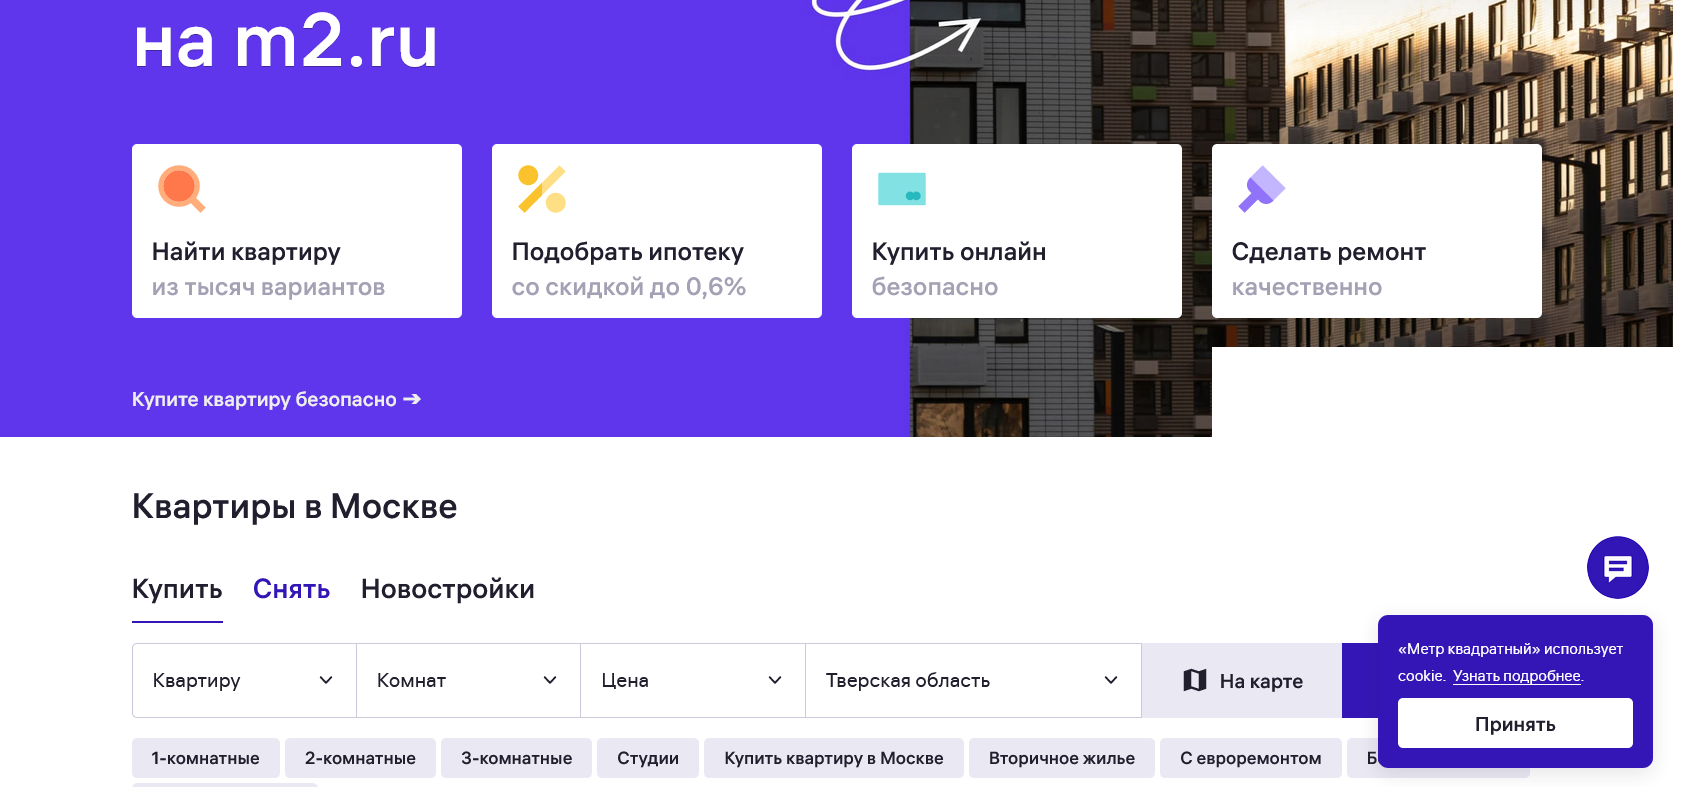 на m2.ru
Найти квартиру
из тысяч вариантов
Подобрать ипотеку
со скидкой до 0,6%
Купить онлайн
безопасно
Сделать ремонт
качественно
Купите квартиру безопасно →
Квартиры в Москве
Купить Снять Новостройки
Квартиру Комнат Цена Тверская область На карте
1-комнатные 2-комнатные 3-комнатные Студии Купить квартиру в Москве Вторичное жилье С евроремонтом
«Метр квадратный» использует
cookie. Узнать подробнее.
Принять